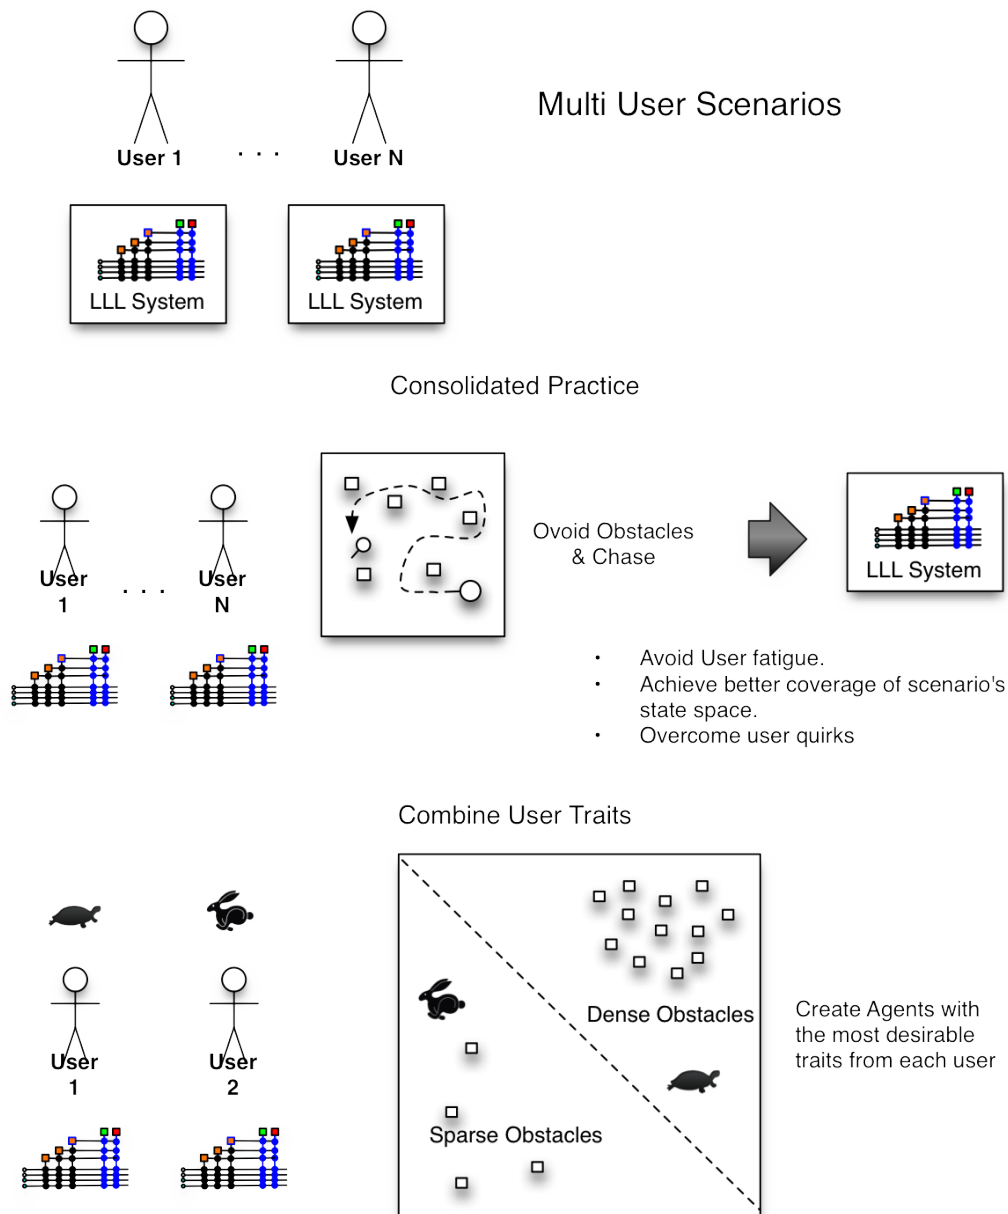 Multi User Scenarios
User 1
. . .
User N
LLL System
LLL System
Consolidated Practice
User
1
. . .
User
N
Ovoid Obstacles
& Chase
LLL System
• Avoid User fatigue.
• Achieve better coverage of scenario's
state space.
• Overcome user quirks
Combine User Traits
User
1
User
2
Dense Obstacles
Sparse Obstacles
Create Agents with
the most desirable
traits from each user